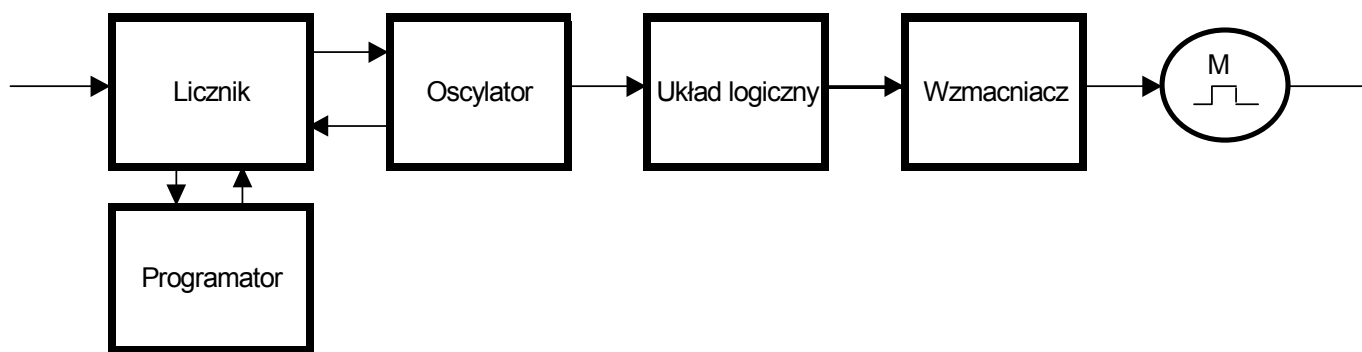 Licznik
Oscylator
Układ logiczny
Wzmacniacz
M
Programator